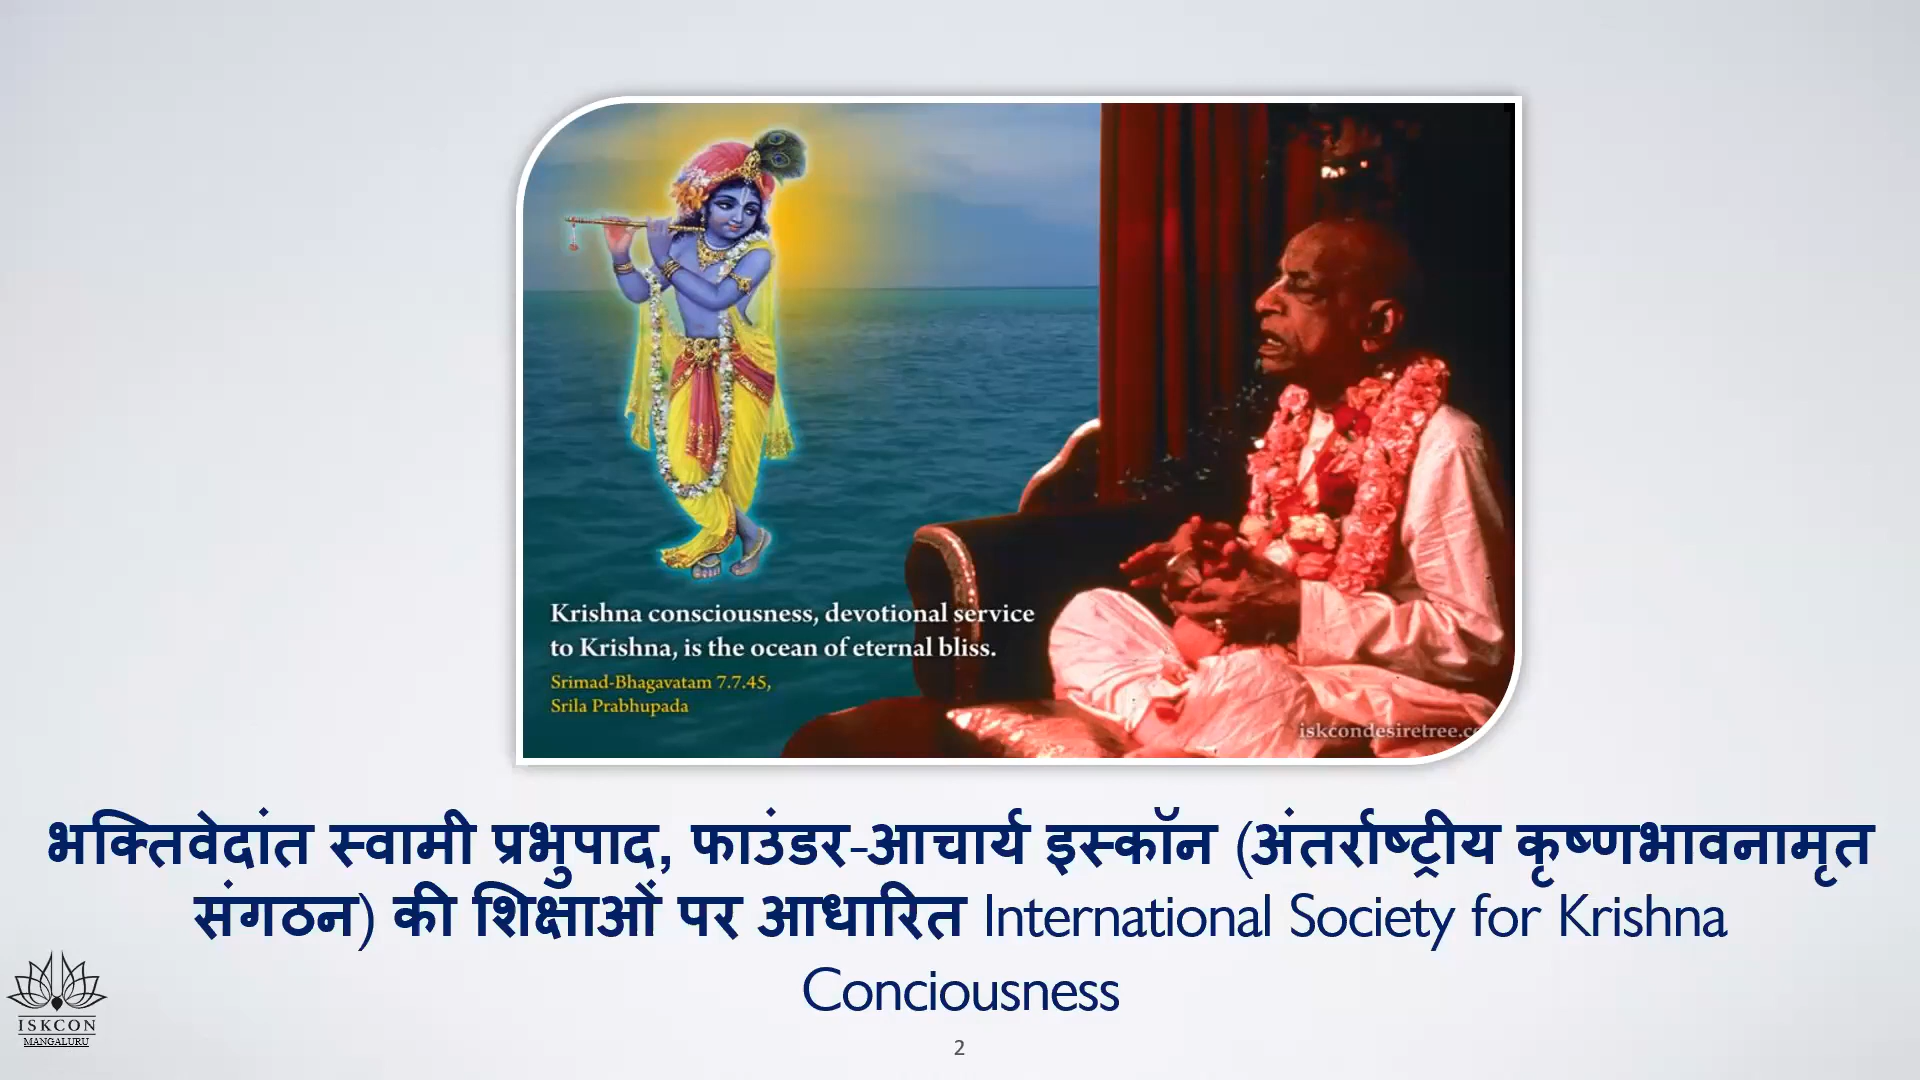 Krishna consciousness, devotional service
to Krishna, is the ocean of eternal bliss.
Srimad-Bhagavatam 7.7.45,
Srila Prabhupada
iskcondesiretree.c
भक्तिवेदांत स्वामी प्रभुपाद, फाउंडर-आचार्य इस्कॉन (अंतर्राष्ट्रीय कृष्णभावनामृत
संगठन) की शिक्षाओं पर आधारित International Society for Krishna
Conciousness
ISKCON
MANGALURU
2